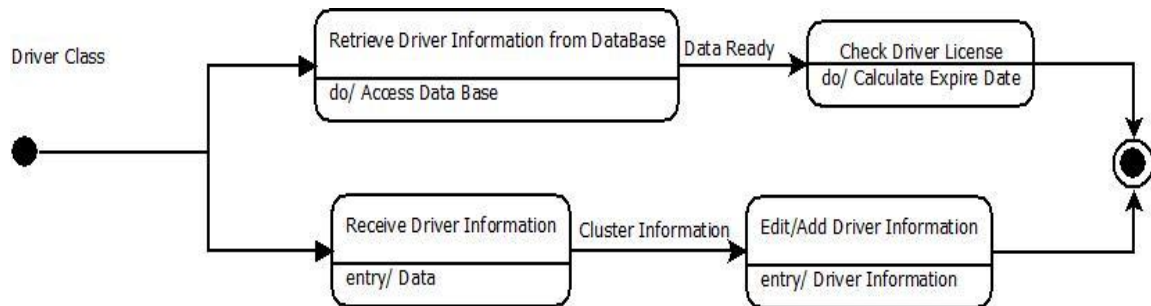 Driver Class
Retrieve Driver Information from DataBase
do/ Access Data Base
Data Ready
Check Driver License
do/ Calculate Expire Date
Receive Driver Information
entry/ Data
Cluster Information
Edit/Add Driver Information
entry/ Driver Information